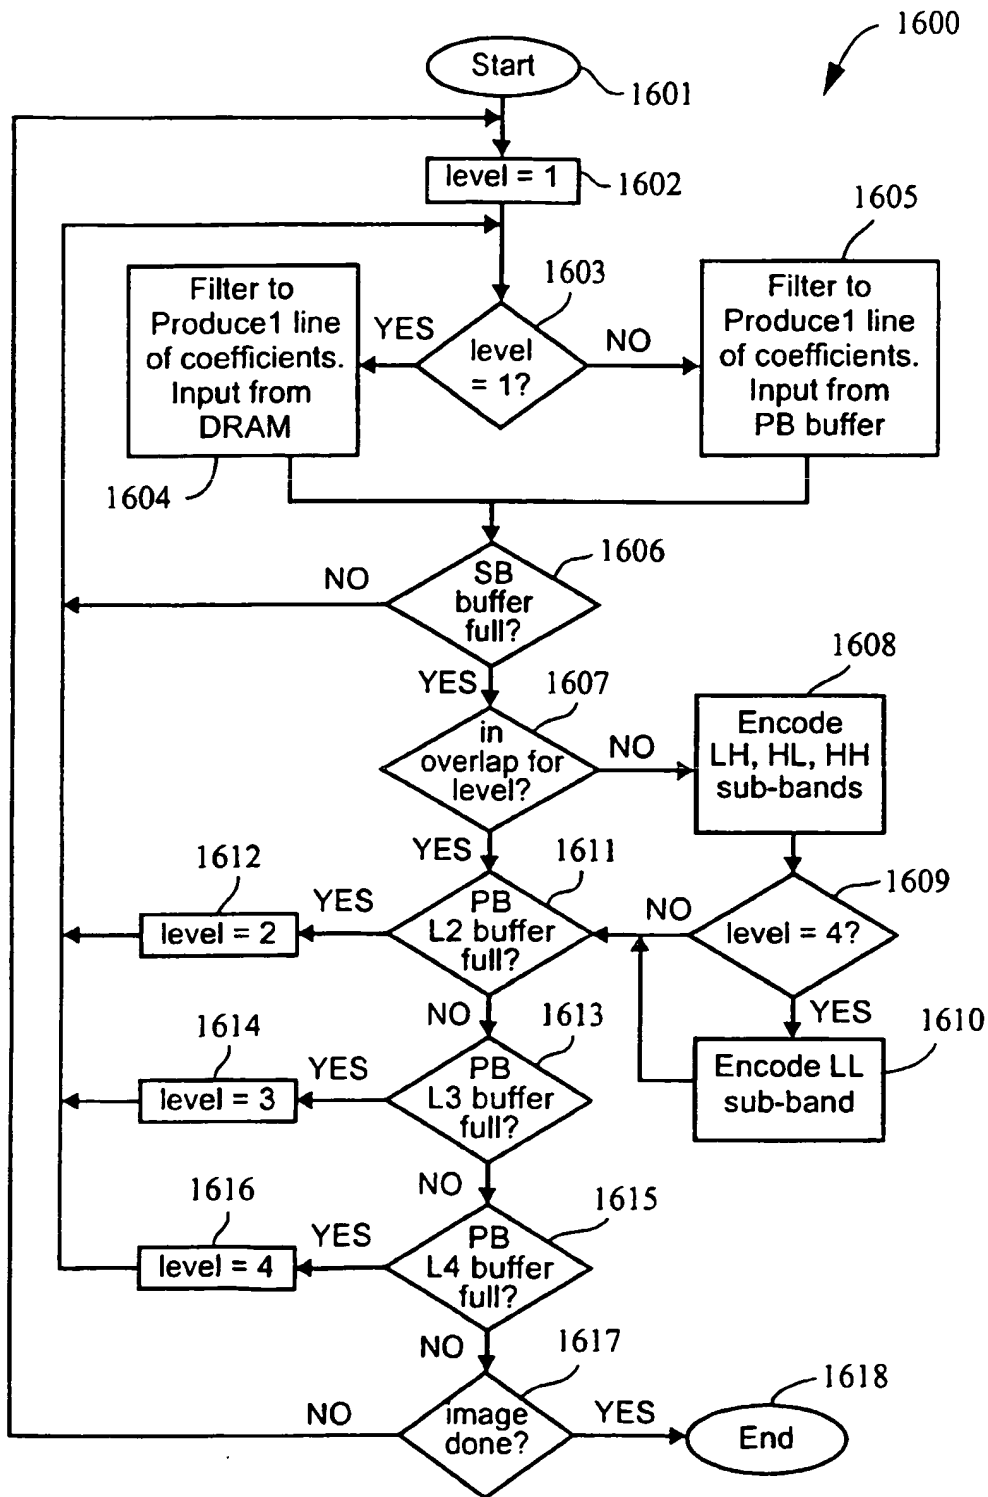 1600
Start
1601
level = 1
1602
1605
Filter to
Produce1 line
of coefficients.
Input from
DRAM
1604
YES
1603
level
= 1?
NO
Filter to
Produce1 line
of coefficients.
Input from
PB buffer
1606
NO
SB
buffer
full?
YES
1607
in
overlap for
level?
NO
1608
Encode
LH, HL, HH
sub-bands
YES
1612
level = 2
YES
1611
PB
L2 buffer
full?
NO
1609
level = 4?
YES
1610
Encode LL
sub-band
NO
1613
1614
level = 3
YES
PB
L3 buffer
full?
NO
1615
1616
level = 4
YES
PB
L4 buffer
full?
NO
1617
NO
image
done?
YES
1618
End